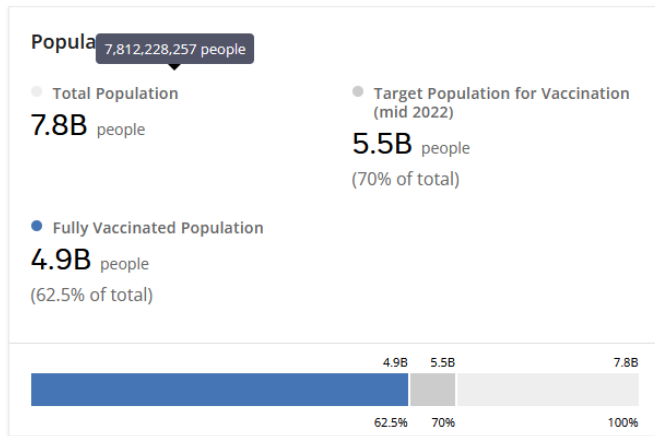 Popula
7,812,228,257 people
Total Population
7.8B people
Target Population for Vaccination
(mid 2022)
5.5B people
(70% of total)
Fully Vaccinated Population
4.9B people
(62.5% of total)
4.9B 5.5B 7.8B
62.5% 70% 100%